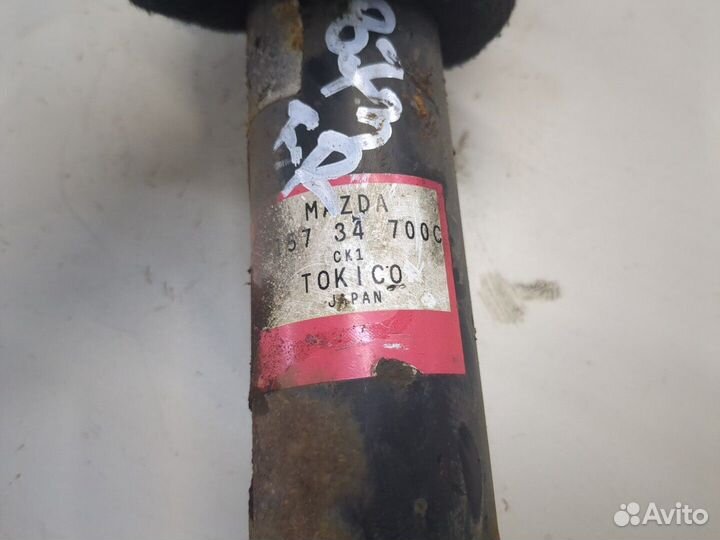 MAZDA
34 700C
CK1
TOKICO
JAPAN
Avito